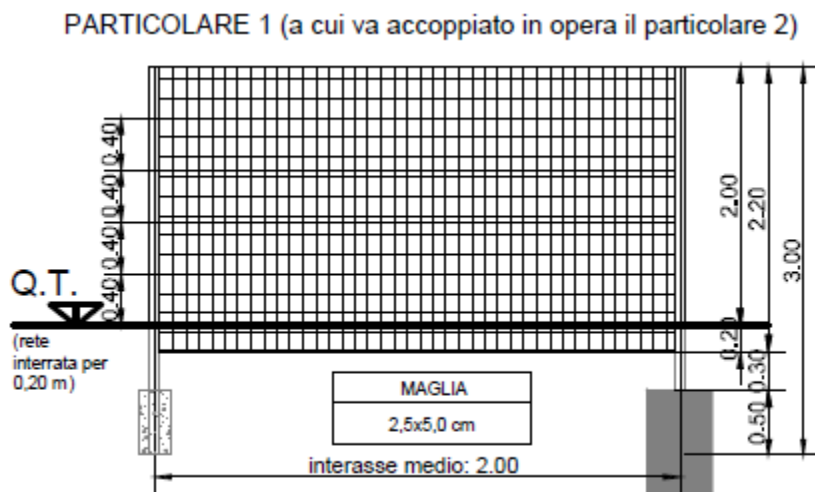 PARTICOLARE 1 (a cui va accoppiato in opera il particolare 2)
0.40
0.40
0.40
0.40
2.00
2.20
3.00
Q.T.
(rete
interrata per
0,20 m)
0.20
0.30
0.50
MAGLIA
2,5x5,0 cm
interasse medio: 2.00